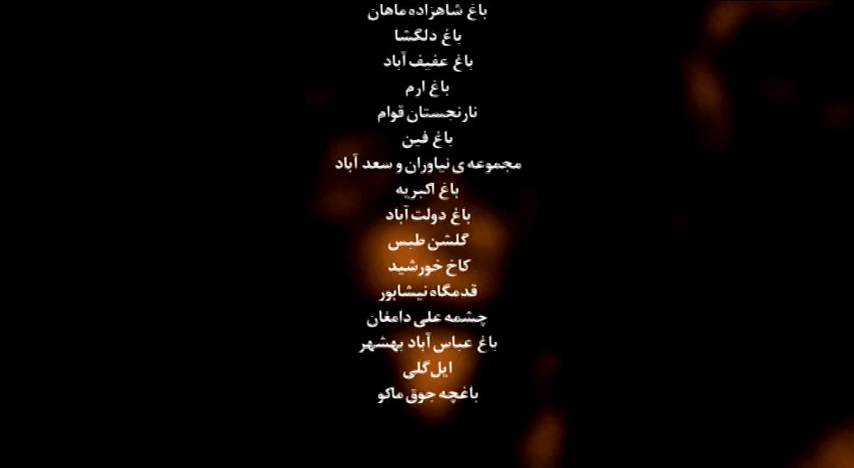 باغ شاهزاده ماهان
باغ دلگشا
باغ عفیف آباد
باغ ارم
نارنجستان قوام
باغ فین
مجموعه ی نیاوران و سعد آباد
باغ اکبریه
باغ دولت آباد
گلشن طبس
کاخ خورشید
قدمگاه نیشابور
چشمه علی دامغان
باغ عباس آباد بهشهر
ایل گلی
باغچه جوق ماکو